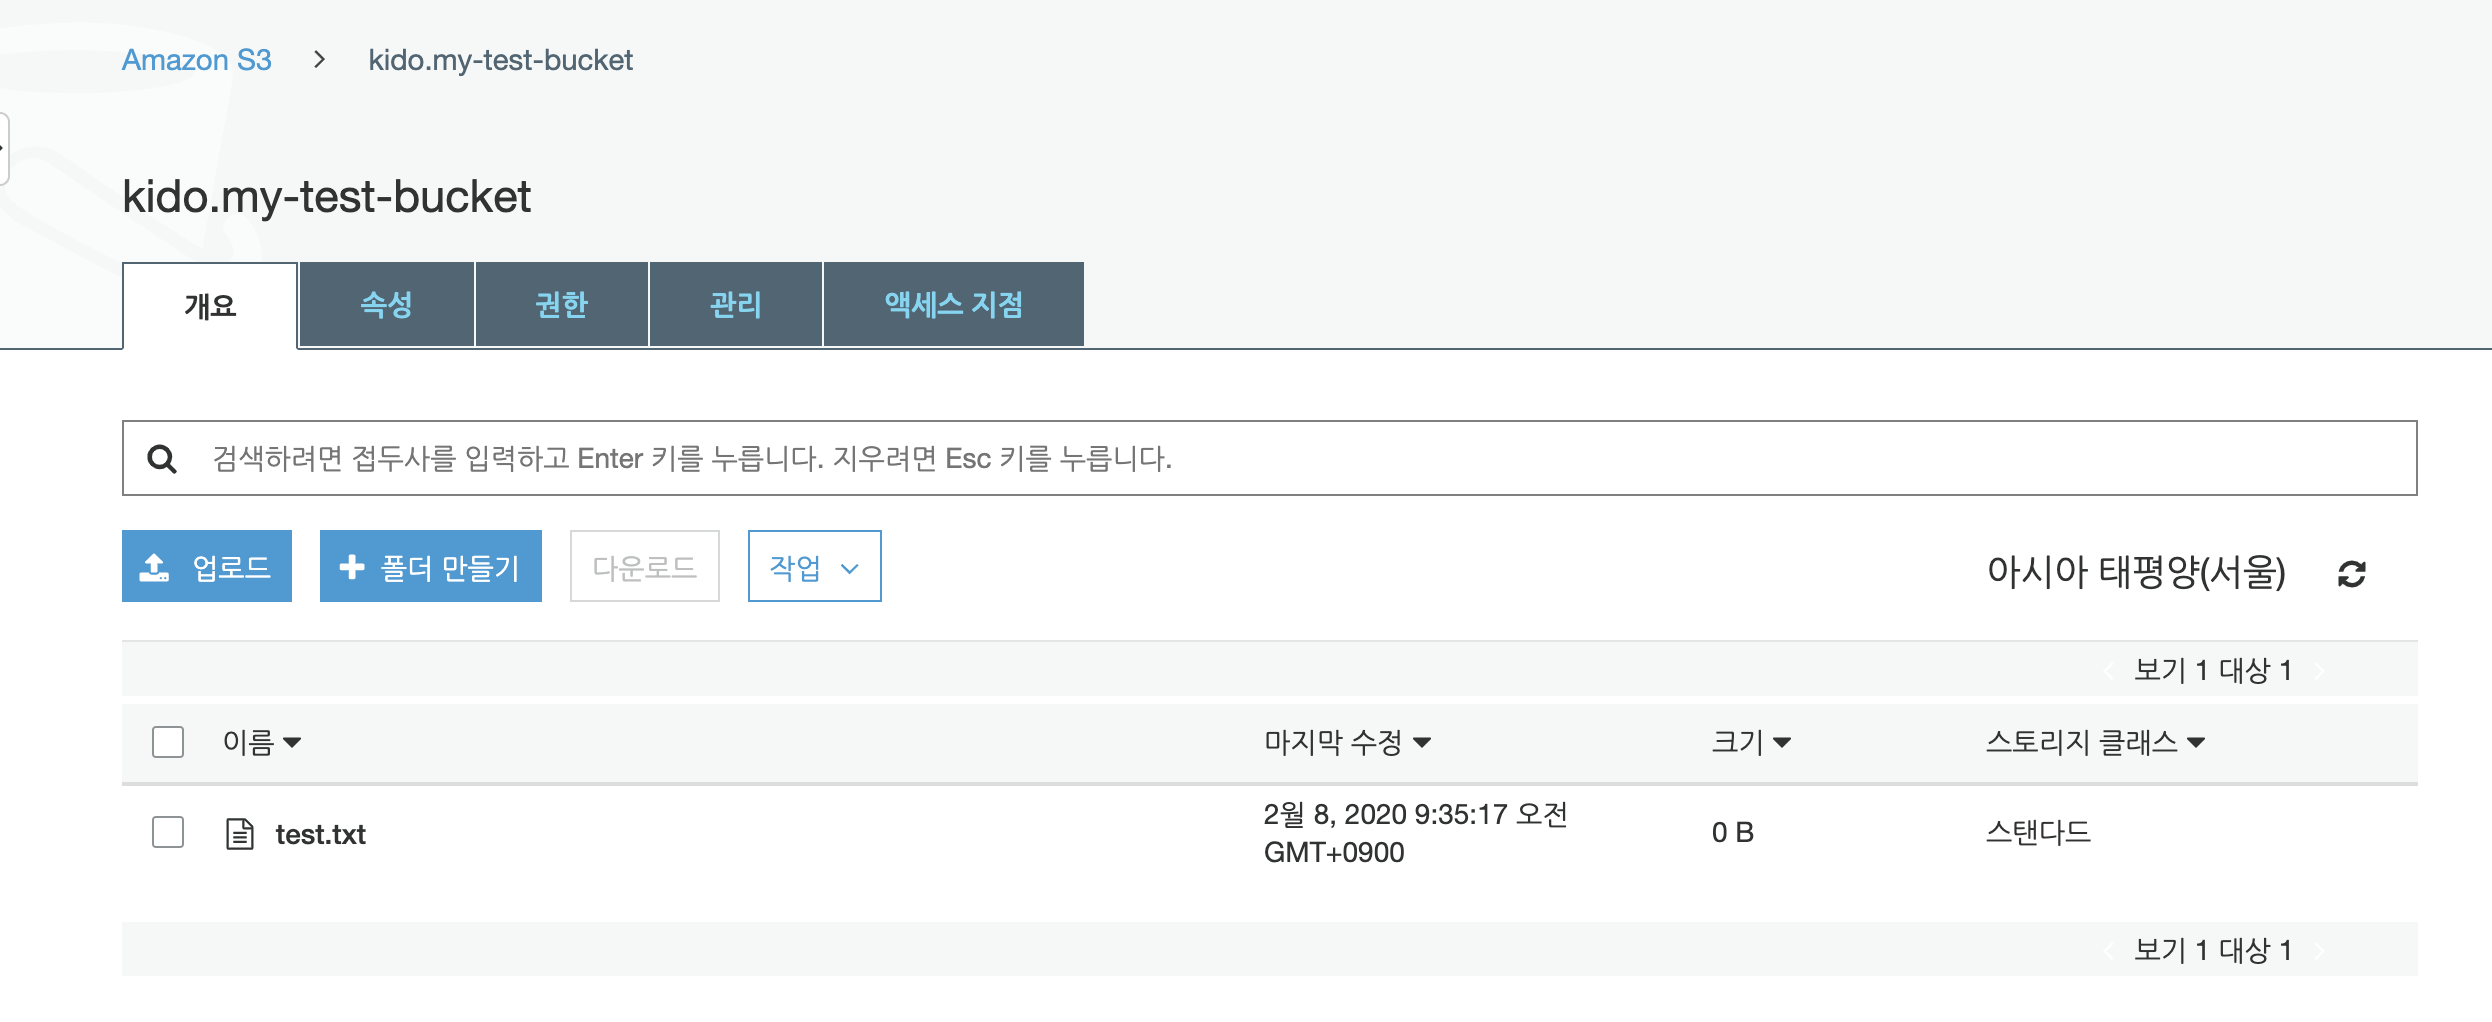 Amazon S3 > kido.my-test-bucket
kido.my-test-bucket
개요 속성 권한 관리 액세스 지점
검색하려면 접두사를 입력하고 Enter 키를 누릅니다. 지우려면 Esc 키를 누릅니다.
업로드 폴더 만들기 다운로드 작업 아시아 태평양(서울)
보기 1 대상 1
이름 마지막 수정 크기 스토리지 클래스
test.txt 2월 8, 2020 9:35:17 오전 0 B 스탠다드
GMT+0900
보기 1 대상 1